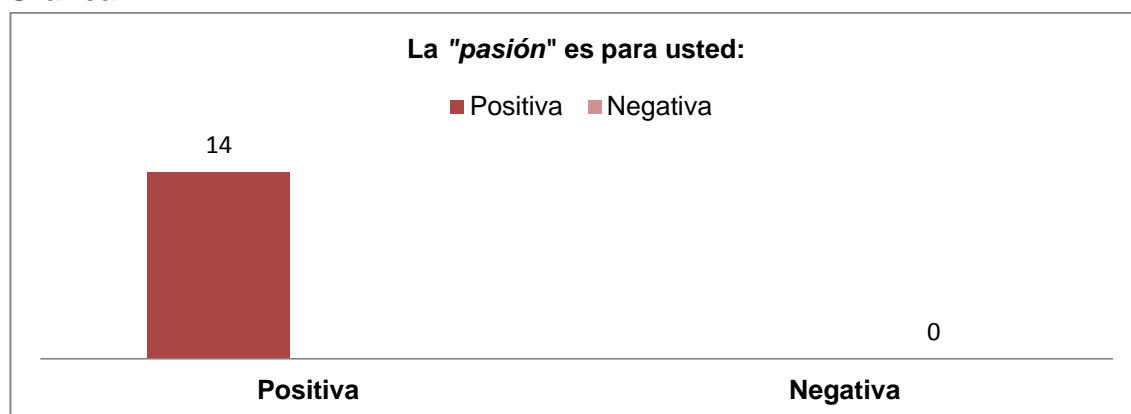 La "pasión" es para usted:
Positiva Negativa
14
0
Positiva Negativa